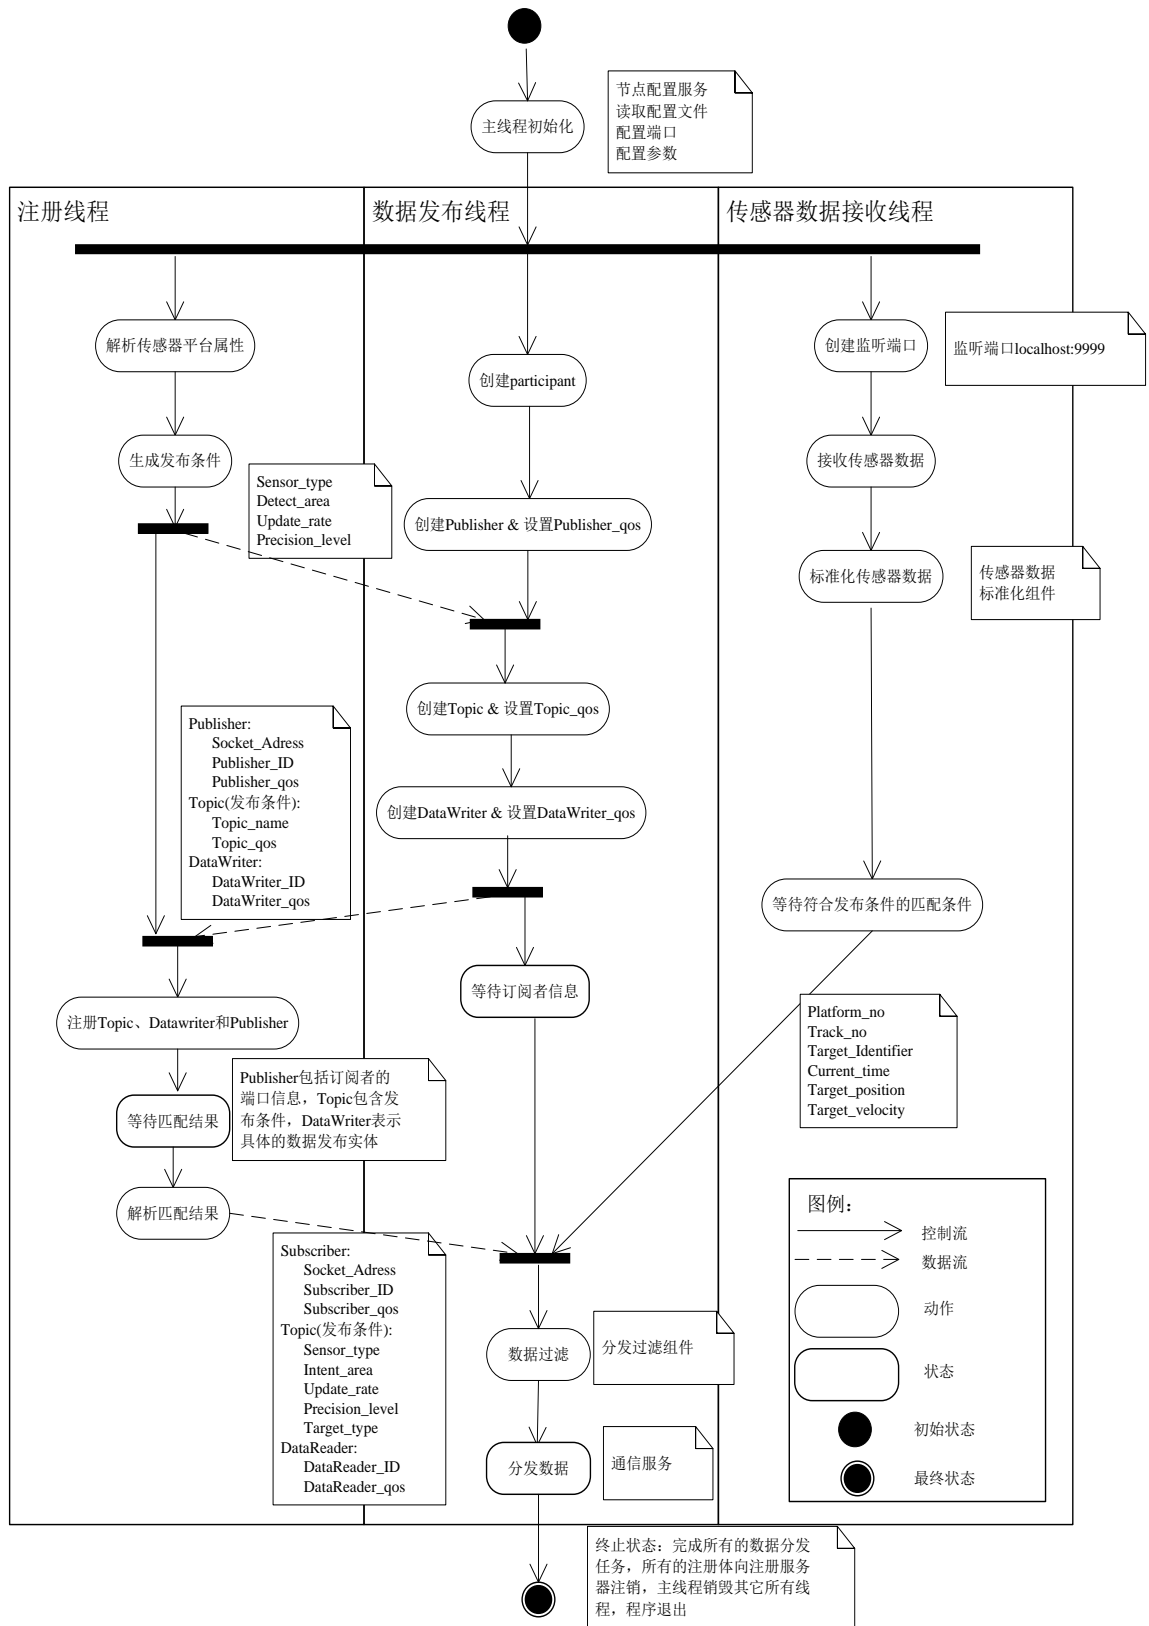 主线程初始化
节点配置服务
读取配置文件
配置端口
配置参数
注册线程
数据发布线程
传感器数据接收线程
解析传感器平台属性
创建participant
创建监听端口
监听端口localhost:9999
生成发布条件
接收传感器数据
Sensor_type
Detect_area
Update_rate
Precision_level
创建Publisher & 设置Publisher_qos
标准化传感器数据
传感器数据
标准化组件
创建Topic & 设置Topic_qos
Publisher:
Socket_Adress
Publisher_ID
Publisher_qos
Topic(发布条件):
Topic_name
Topic_qos
DataWriter:
DataWriter_ID
DataWriter_qos
创建DataWriter & 设置DataWriter_qos
等待符合发布条件的匹配条件
等待订阅者信息
注册Topic、Datawriter和Publisher
Platform_no
Track_no
Target_Identifier
Current_time
Target_position
Target_velocity
Publisher包括订阅者的
端口信息，Topic包含发
布条件，DataWriter表示
具体的数据发布实体
等待匹配结果
解析匹配结果
Subscriber:
Socket_Adress
Subscriber_ID
Subscriber_qos
Topic(发布条件):
Sensor_type
Intent_area
Update_rate
Precision_level
Target_type
DataReader:
DataReader_ID
DataReader_qos
数据过滤
分发过滤组件
分发数据
通信服务
图例：
控制流
数据流
动作
状态
初始状态
最终状态
终止状态：完成所有的数据分发
任务，所有的注册体向注册服务
器注销，主线程销毁其它所有线
程，程序退出